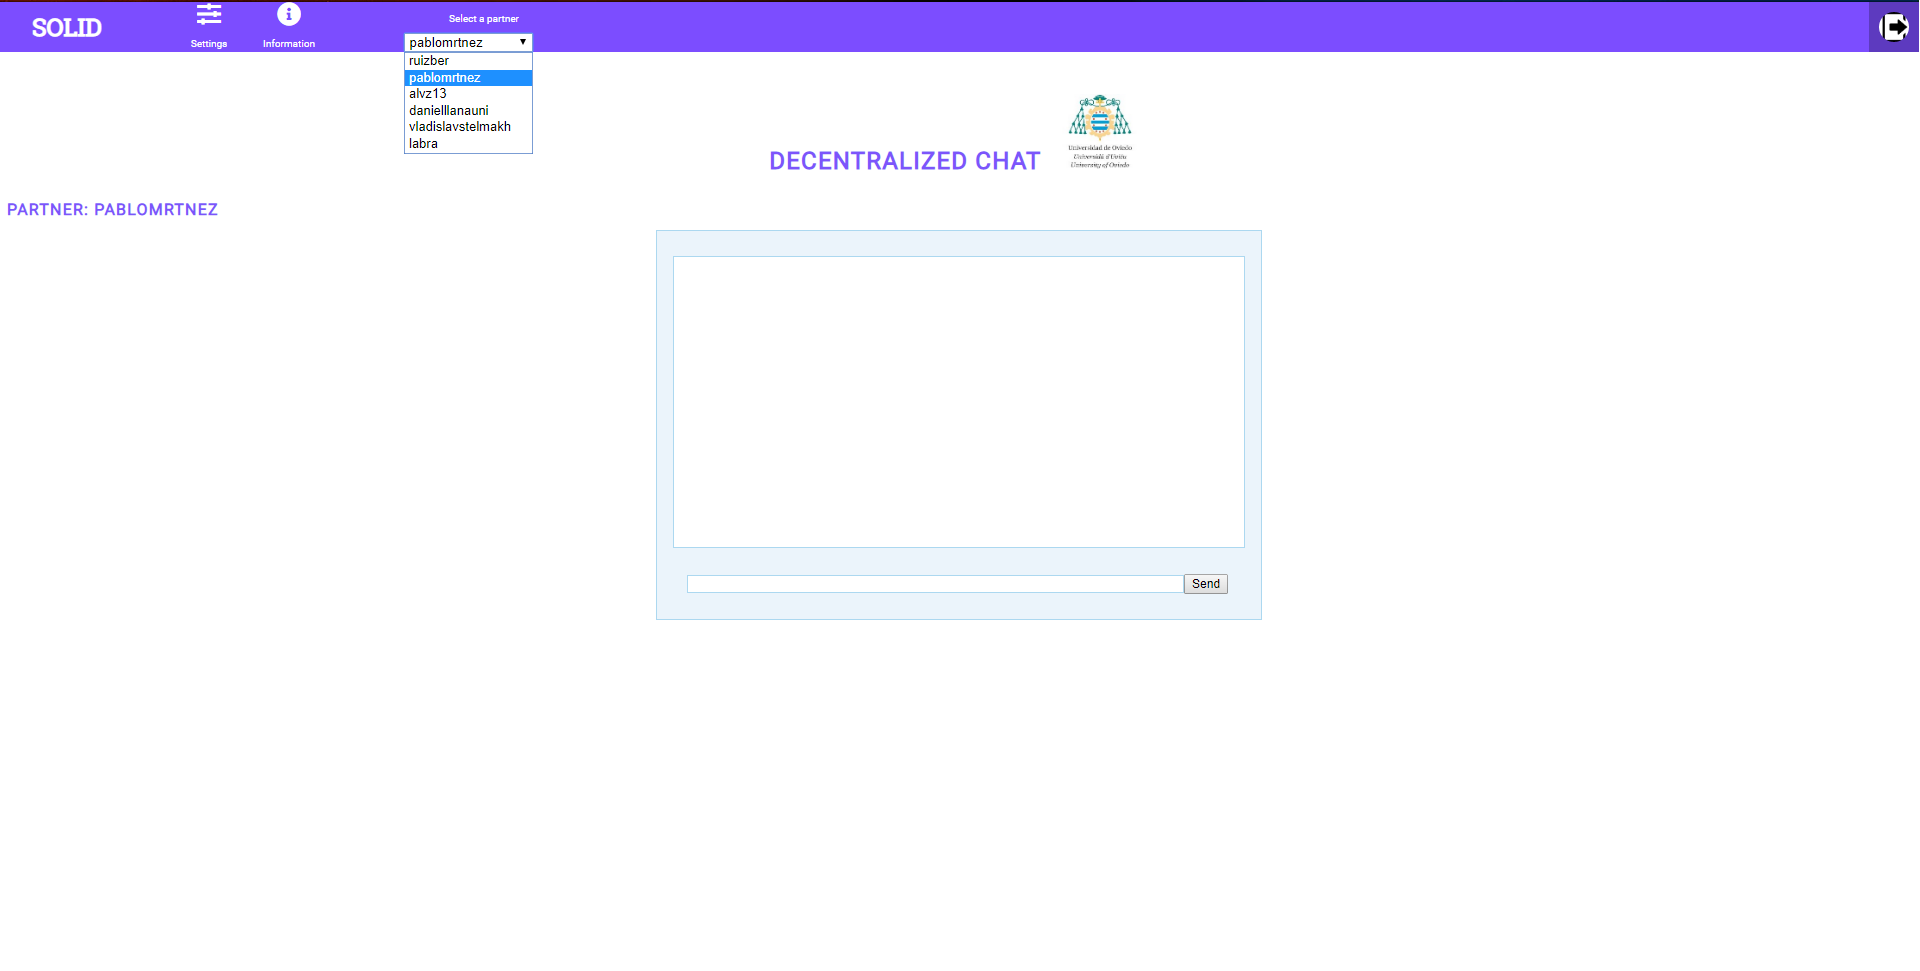 SOLID
Settings
Information
Select a partner
pablomrtnez
ruizber
pablomrtnez
alvz13
danielllanauni
vladislavstelmakh
labra
DECENTRALIZED CHAT
Universidad de Oviedo
Universidá d'Uviéu
University of Oviedo
PARTNER: PABLOMRTNEZ
Send